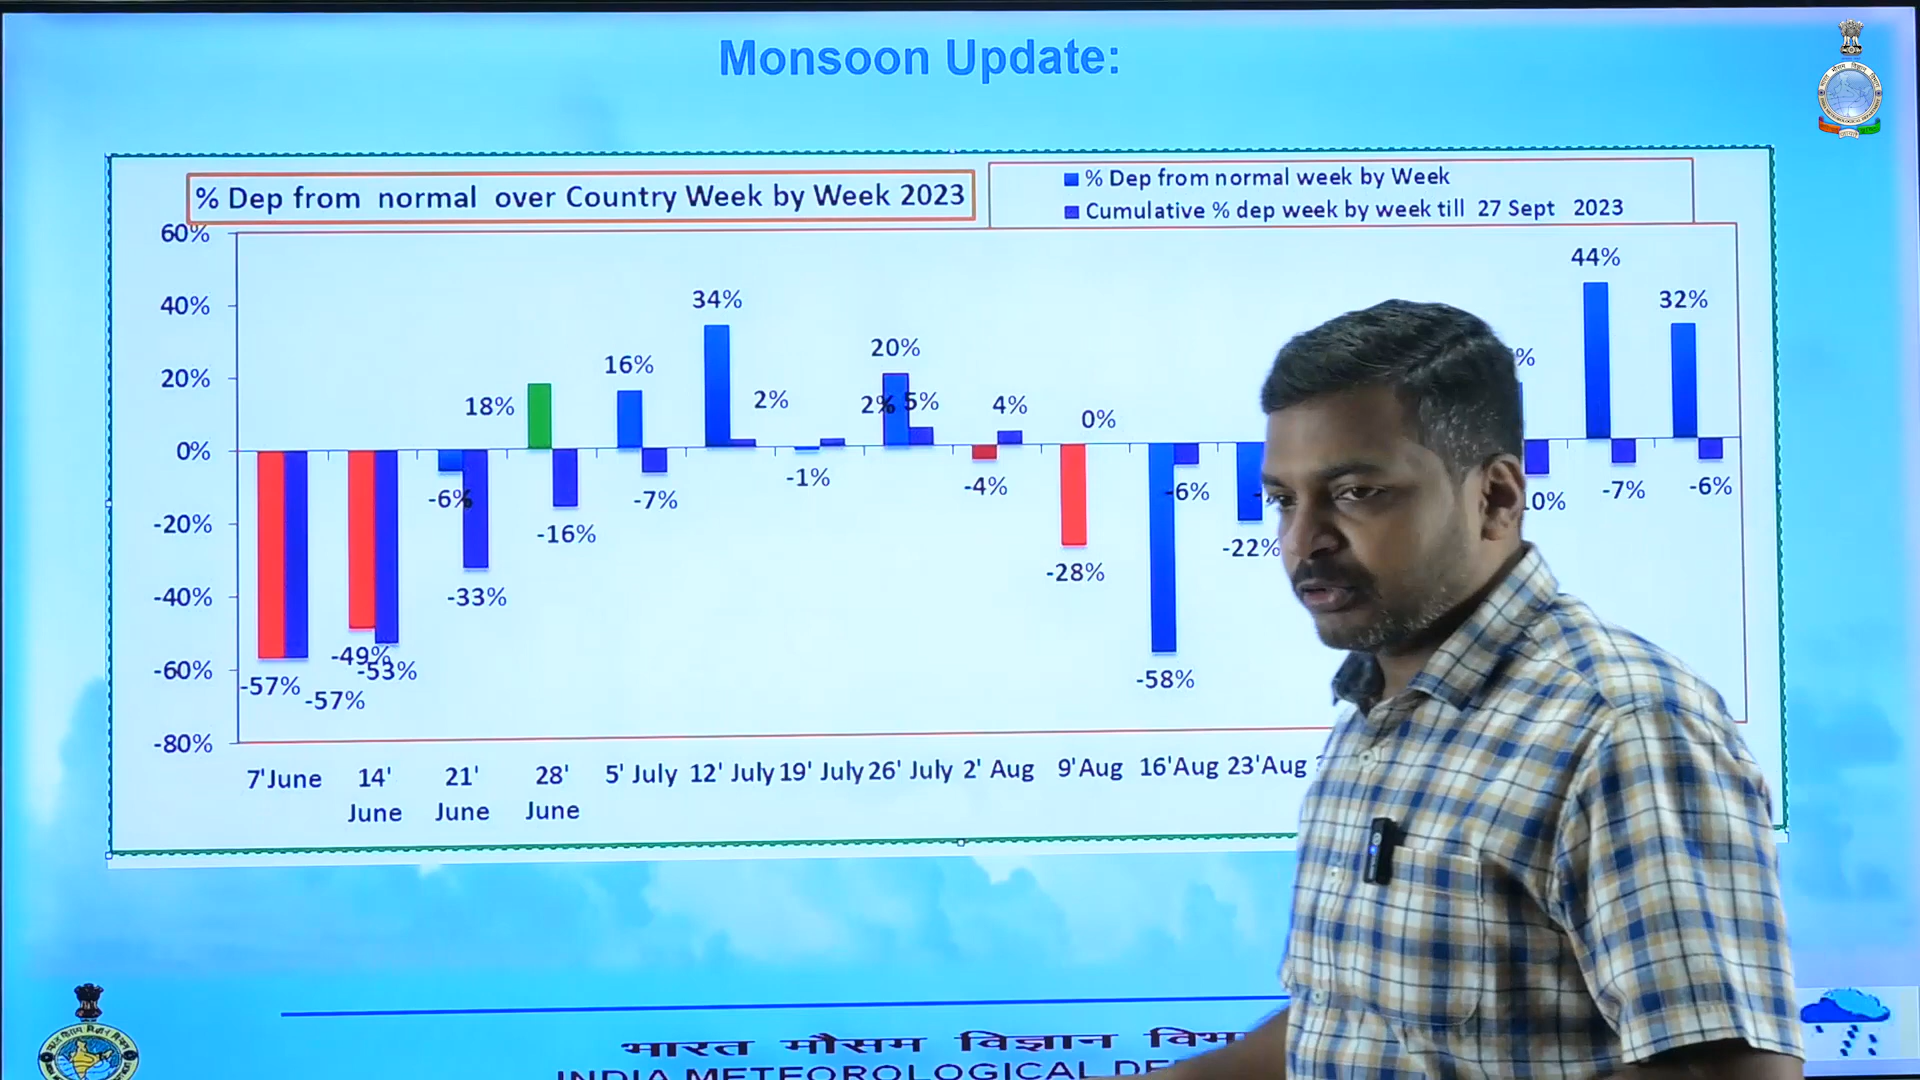 Monsoon Update:
% Dep from normal over Country Week by Week 2023
% Dep from normal week by Week
Cumulative % dep week by week till 27 Sept 2023
60%
40%
20%
0%
-20%
-40%
-60%
-80%
44%
34%
32%
20%
16%
18%
2%
2%
5%
4%
0%
-6%
-1%
-4%
-6%
-7%
-6%
-7%
-16%
-22%
-28%
-33%
-49%
-53%
-57%
-57%
-58%
7'June
14' June
21' June
28' June
5' July
12' July
19' July
26' July
2' Aug
9'Aug
16'Aug
23'Aug
भारत मौसम विज्ञान
INDIA METEOROLOGICAL